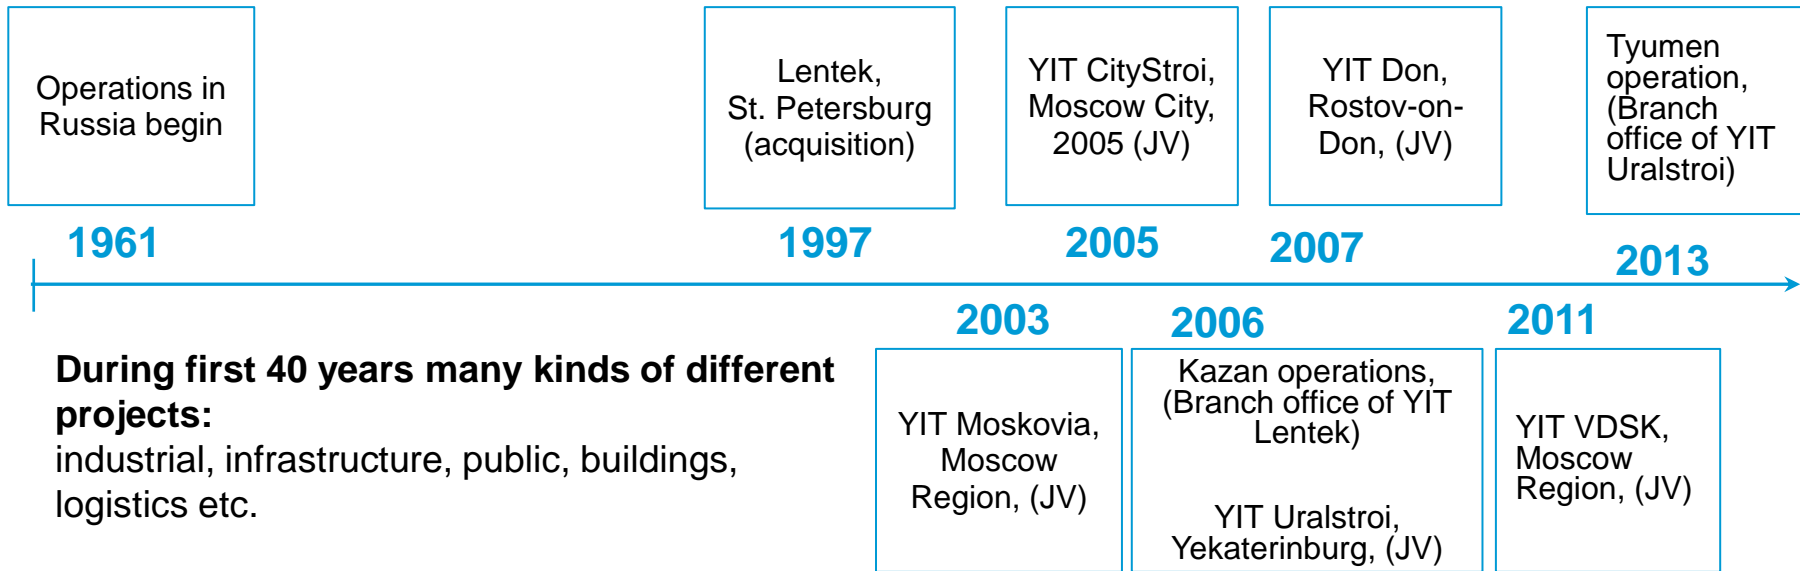 Operations in
Russia begin
Lentek,
St. Petersburg
(acquisition)
YIT CityStroi,
Moscow City,
2005 (JV)
YIT Don,
Rostov-on-
Don, (JV)
Tyumen
operation,
(Branch
office of YIT
Uralstroi)
1961
1997
2005
2007
2013
2003
2006
2011
During first 40 years many kinds of different
projects:
industrial, infrastructure, public, buildings,
logistics etc.
YIT Moskovia,
Moscow
Region, (JV)
Kazan operations,
(Branch office of YIT
Lentek)
YIT Uralstroi,
Yekaterinburg, (JV)
YIT VDSK,
Moscow
Region, (JV)